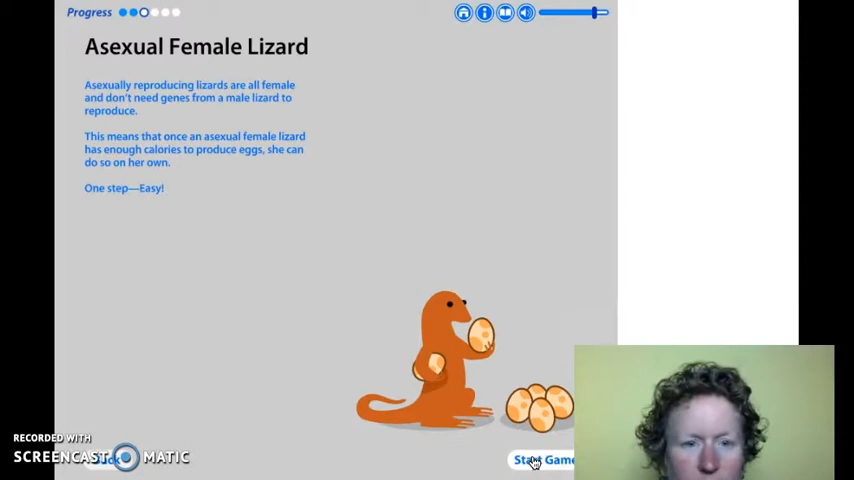 Progress
Asexual Female Lizard
Asexually reproducing lizards are all female
and don't need genes from a male lizard to
reproduce.
This means that once an asexual female lizard
has enough calories to produce eggs, she can
do so on her own.
One step—Easy!
Start Game
RECORDED WITH
SCREENCAST MATIC